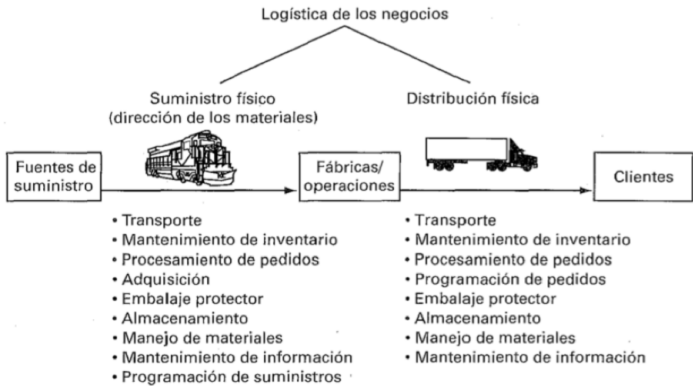 Logística de los negocios
Suministro físico
(dirección de los materiales)
Distribución física
Fuentes de
suministro
Fábricas/
operaciones
Clientes
• Transporte
• Mantenimiento de inventario
• Procesamiento de pedidos
• Adquisición
• Embalaje protector
• Almacenamiento
• Manejo de materiales
• Mantenimiento de información
• Programación de suministros
• Transporte
• Mantenimiento de inventario
• Procesamiento de pedidos
• Programación de pedidos
• Embalaje protector
• Almacenamiento
• Manejo de materiales
• Mantenimiento de información